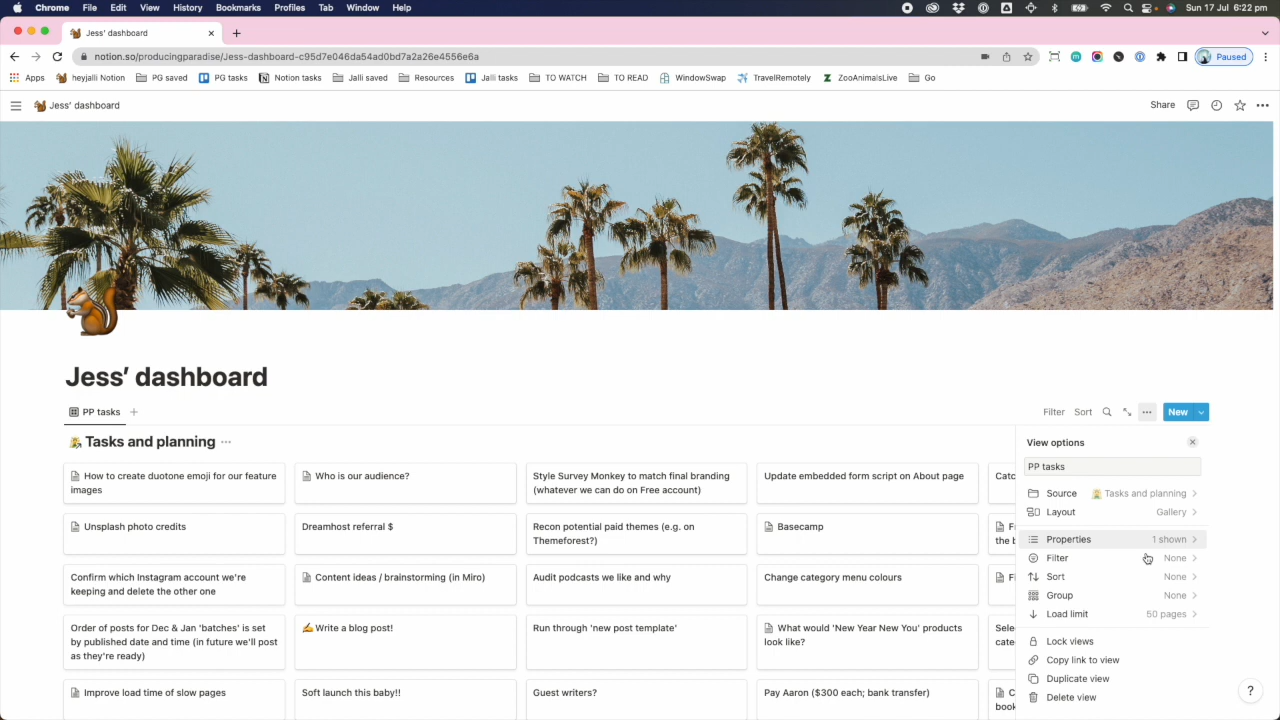 Chrome File Edit View History Bookmarks Profiles Tab Window Help Sun 17 Jul 6:22 pm
Jess' dashboard
notion.so/producingparadise/Jess-dashboard-c95d7e046da54ad0bd7a2a26e4556e6a Paused
Apps heyjalli Notion PG saved PG tasks Notion tasks Jalli saved Resources Jalli tasks TO WATCH TO READ WindowSwap TravelRemotely ZooAnimalsLive Go
Jess' dashboard Share
Jess' dashboard
PP tasks Filter Sort New
Tasks and planning
How to create duotone emoji for our feature
images
Who is our audience?
Style Survey Monkey to match final branding
(whatever we can do on Free account)
Update embedded form script on About page
Catc
Unsplash photo credits
Dreamhost referral $
Recon potential paid themes (e.g. on
Themeforest?)
Basecamp
the b
Confirm which Instagram account we're
keeping and delete the other one
Content ideas / brainstorming (in Miro)
Audit podcasts we like and why
Change category menu colours
Order of posts for Dec & Jan 'batches' is set
by published date and time (in future we'll post
as they're ready)
Write a blog post!
Run through 'new post template'
What would 'New Year New You' products
look like?
Sele
cate
Improve load time of slow pages
Soft launch this baby!!
Guest writers?
Pay Aaron ($300 each; bank transfer)
C
book
View options
PP tasks
Source Tasks and planning
Layout Gallery
Properties 1 shown
Filter None
Sort None
Group None
Load limit 50 pages
Lock views
Copy link to view
Duplicate view
Delete view
?